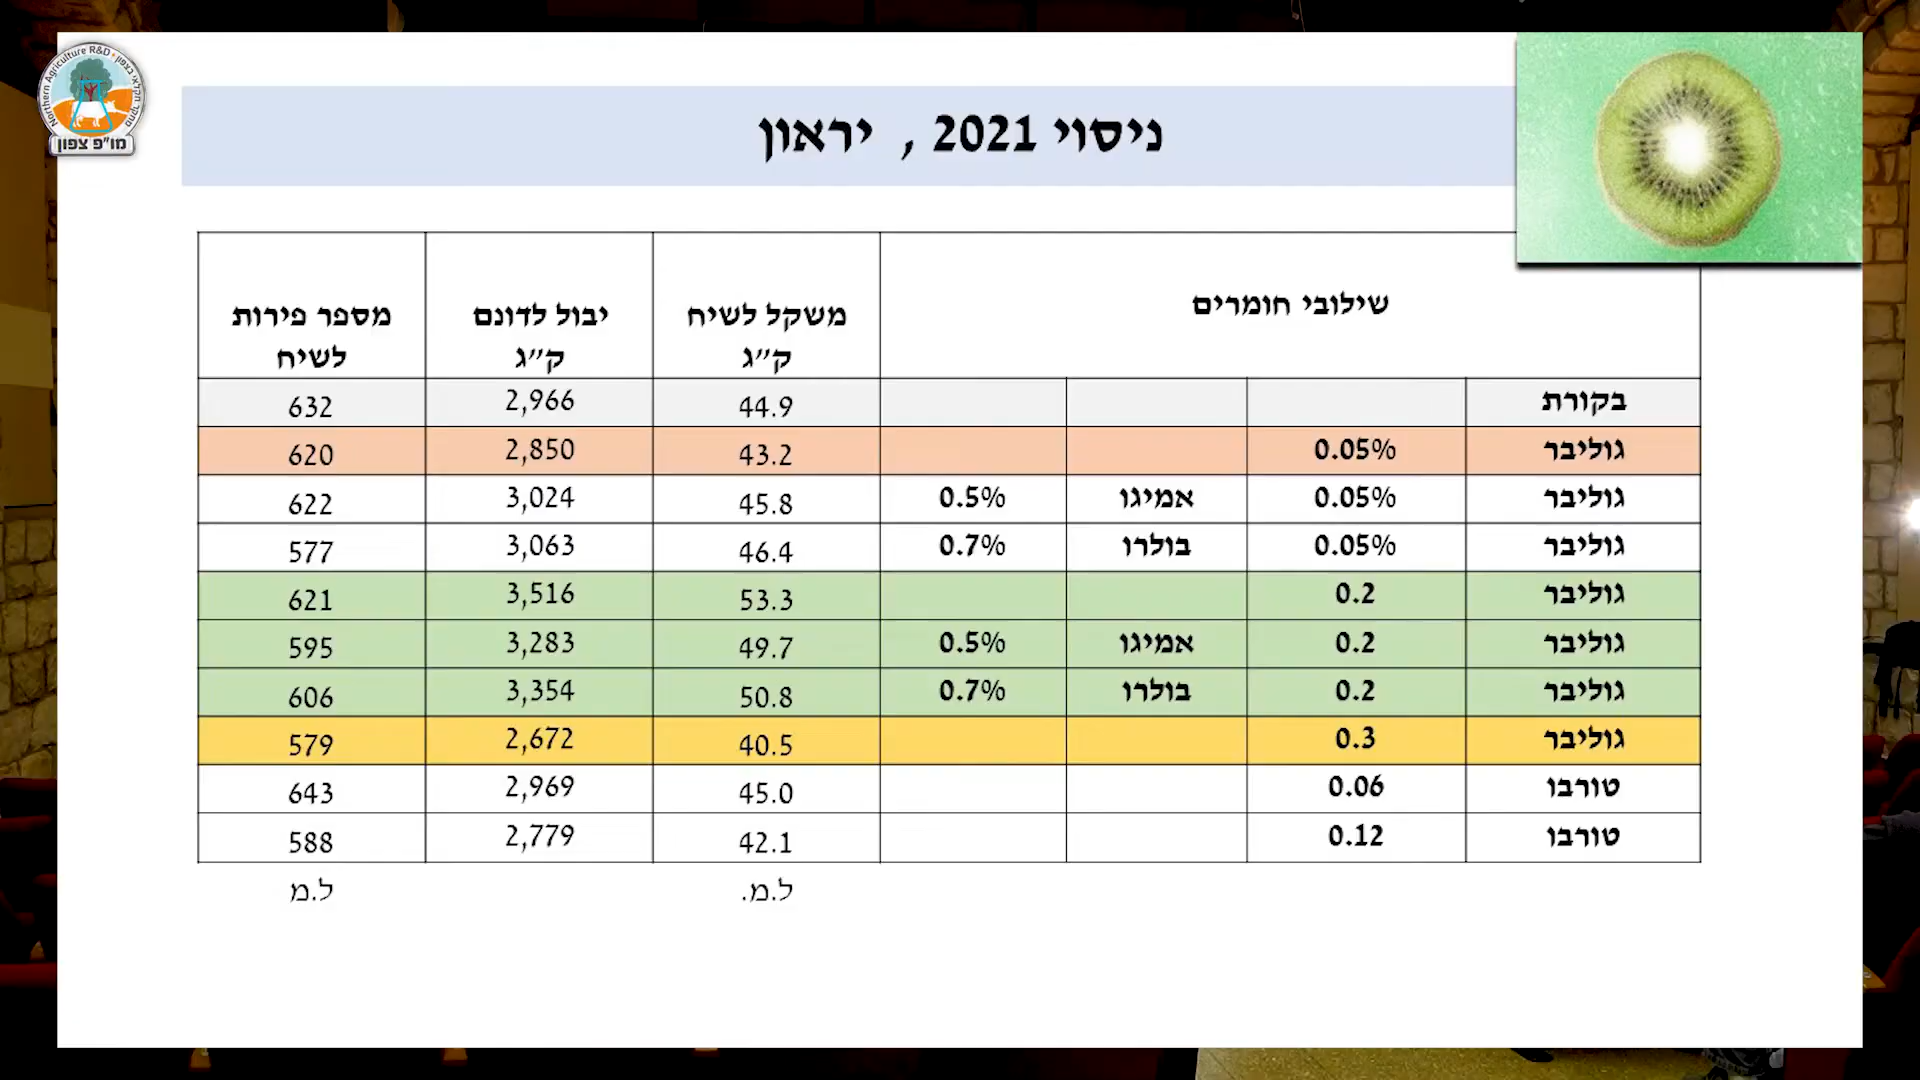 Northern Agriculture R&D • מחקר חקלאי בצפון
מו"פ צפון
ניסוי 2021 , יראון
שילובי חומרים משקל לשיח ק״ג יבול לדונם ק״ג מספר פירות לשיח
בקורת 44.9 2,966 632
גוליבר 0.05% 43.2 2,850 620
גוליבר 0.05% אמיגו 0.5% 45.8 3,024 622
גוליבר 0.05% בולרו 0.7% 46.4 3,063 577
גוליבר 0.2 53.3 3,516 621
גוליבר 0.2 אמיגו 0.5% 49.7 3,283 595
גוליבר 0.2 בולרו 0.7% 50.8 3,354 606
גוליבר 0.3 40.5 2,672 579
טורבו 0.06 45.0 2,969 643
טורבו 0.12 42.1 2,779 588
ל.מ. ל.מ